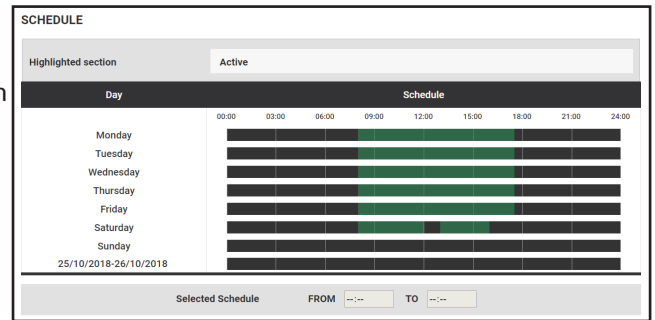 SCHEDULE
Highlighted section Active
Day Schedule
00:00 03:00 06:00 09:00 12:00 15:00 18:00 21:00 24:00
Monday
Tuesday
Wednesday
Thursday
Friday
Saturday
Sunday
25/10/2018-26/10/2018
Selected Schedule FROM --:-- TO --:--